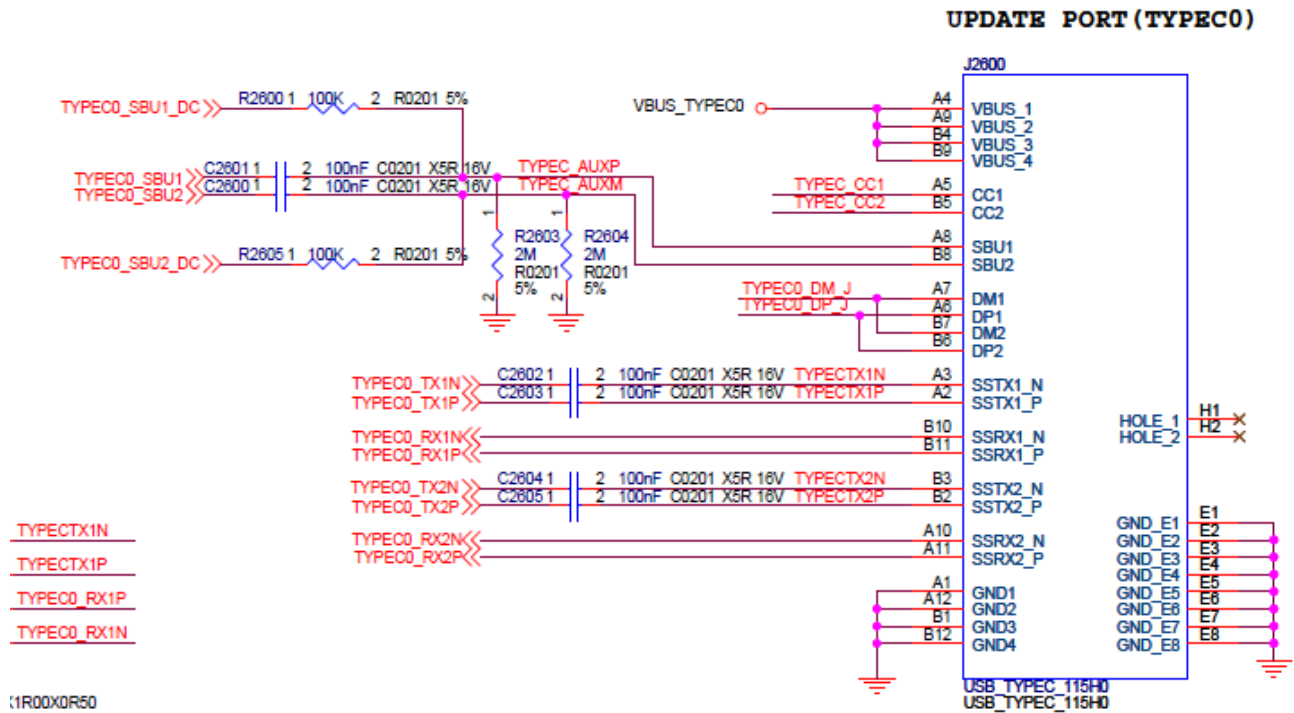 UPDATE PORT(TYPEC0)
J2600
TYPEC0_SBU1_DC R2600 1 100K 2 R0201 5%
VBUS_TYPEC0 A4 VBUS_1
A9 VBUS_2
B4 VBUS_3
B9 VBUS_4
TYPEC0_SBU1 C2601 1 2 100nF C0201 X5R 16V TYPEC_AUXP
TYPEC0_SBU2 C2600 1 2 100nF C0201 X5R 16V TYPEC_AUXM
TYPEC_CC1 A5 CC1
TYPEC_CC2 B5 CC2
1 R2603 2M R0201 5% 2
1 R2604 2M R0201 5% 2
A8 SBU1
B8 SBU2
TYPEC0_SBU2_DC R2605 1 100K 2 R0201 5%
TYPEC0_DM_J A7 DM1
TYPEC0_DP_J A6 DP1
B7 DM2
B6 DP2
TYPEC0_TX1N C2602 1 2 100nF C0201 X5R 16V TYPECTX1N A3 SSTX1_N
TYPEC0_TX1P C2603 1 2 100nF C0201 X5R 16V TYPECTX1P A2 SSTX1_P
TYPEC0_RX1N B10 SSRX1_N
TYPEC0_RX1P B11 SSRX1_P
HOLE_1 H1
HOLE_2 H2
TYPEC0_TX2N C2604 1 2 100nF C0201 X5R 16V TYPECTX2N B3 SSTX2_N
TYPEC0_TX2P C2605 1 2 100nF C0201 X5R 16V TYPECTX2P B2 SSTX2_P
TYPEC0_RX2N A10 SSRX2_N
TYPEC0_RX2P A11 SSRX2_P
A1 GND1
A12 GND2
B1 GND3
B12 GND4
GND_E1 E1
GND_E2 E2
GND_E3 E3
GND_E4 E4
GND_E5 E5
GND_E6 E6
GND_E7 E7
GND_E8 E8
TYPECTX1N
TYPECTX1P
TYPEC0_RX1P
TYPEC0_RX1N
USB_TYPEC_115H0
USB_TYPEC_115H0
1R00X0R50